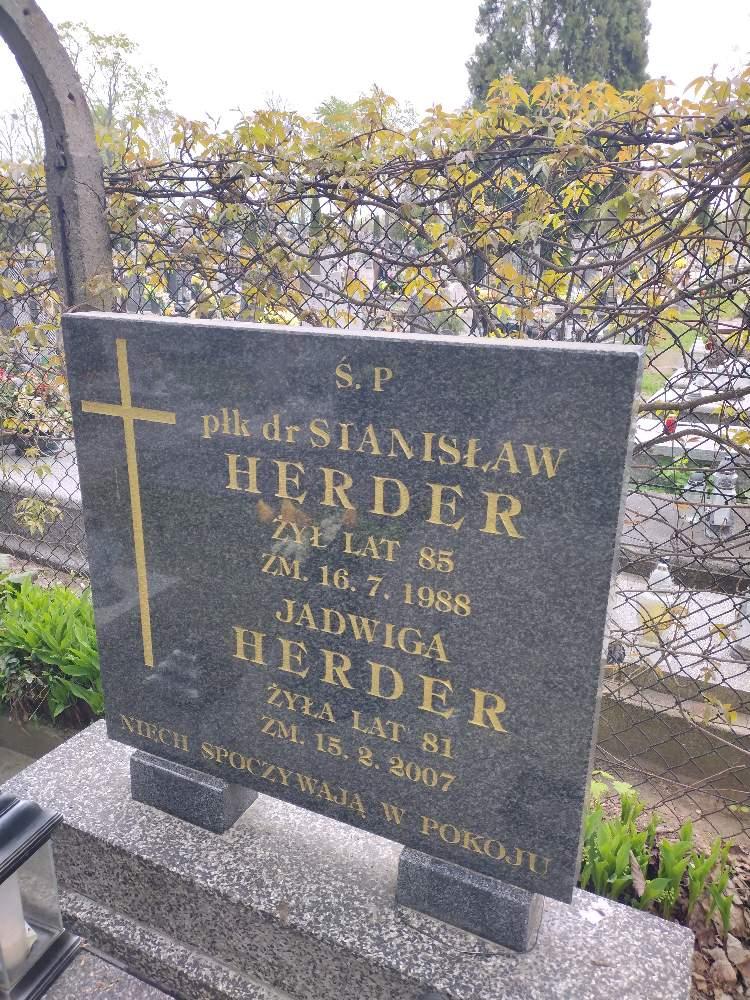 Ś. P
płk dr STANISŁAW
HERDER
ŻYŁ LAT 85
ZM. 16. 7. 1988
JADWIGA
HERDER
ŻYŁA LAT 81
ZM. 15. 2. 2007
NIECH SPOCZYWAJĄ W POKOJU